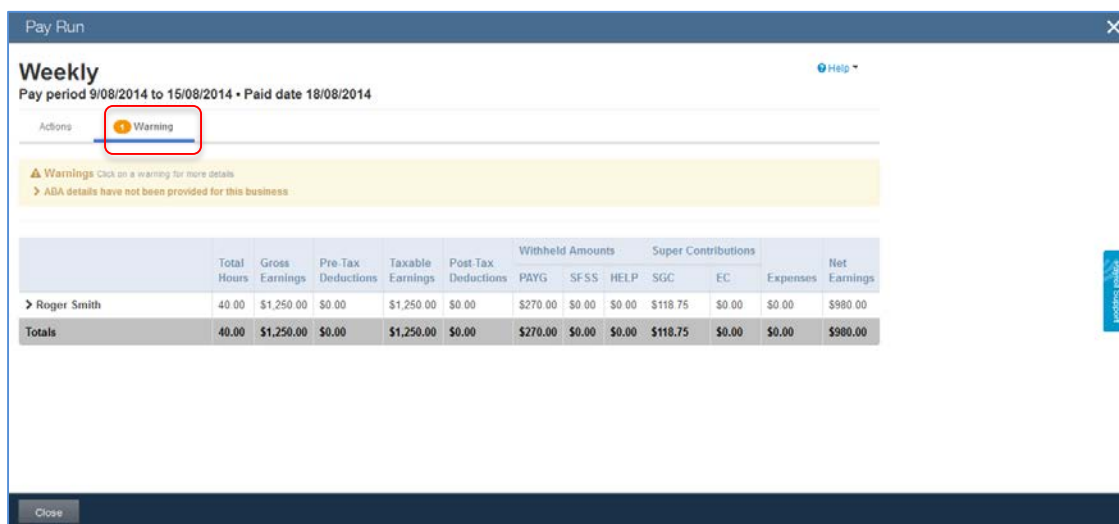 Pay Run
Weekly
Help
Pay period 9/08/2014 to 15/08/2014 • Paid date 18/08/2014
Actions
1 Warning
Warnings Click on a warning for more details
ABA details have not been provided for this business
Total Hours Gross Earnings Pre-Tax Deductions Taxable Earnings Post-Tax Deductions Withheld Amounts PAYG SFSS HELP Super Contributions SGC EC Expenses Net Earnings
Roger Smith 40.00 $1,250.00 $0.00 $1,250.00 $0.00 $270.00 $0.00 $0.00 $118.75 $0.00 $0.00 $980.00
Totals 40.00 $1,250.00 $0.00 $1,250.00 $0.00 $270.00 $0.00 $0.00 $118.75 $0.00 $0.00 $980.00
Payroll Support
Close